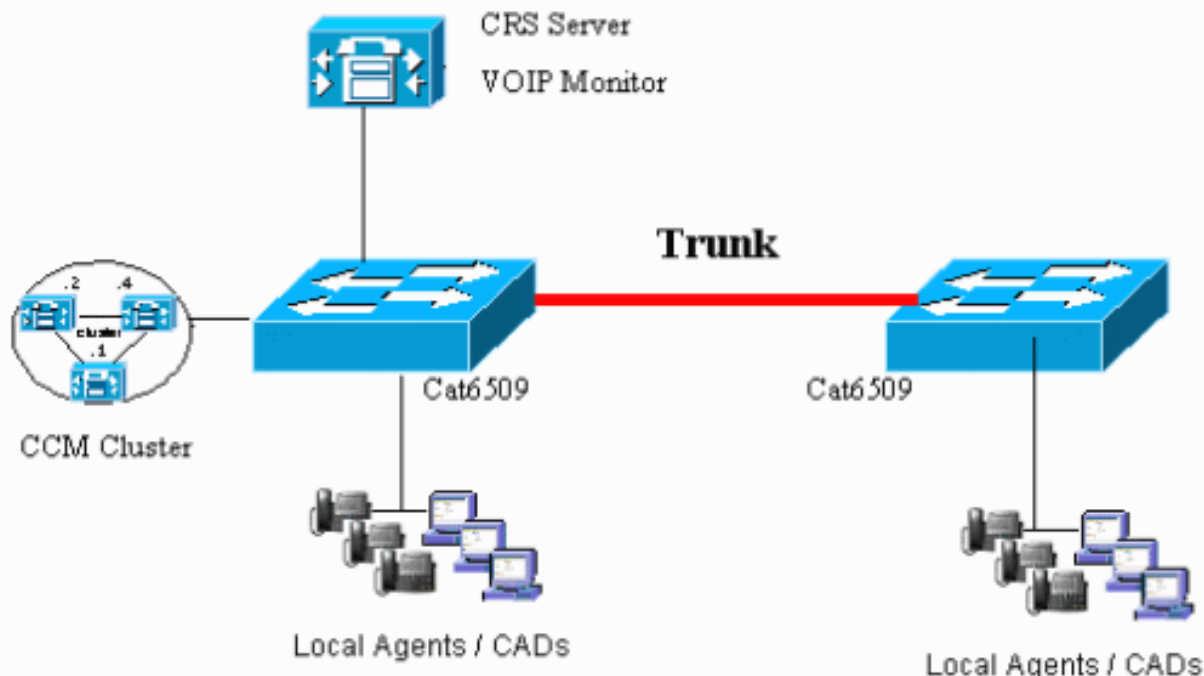 CRS Server
VOIP Monitor
Trunk
.2 .4
cluster
.1
Cat6509
Cat6509
CCM Cluster
Local Agents / CADs
Local Agents / CADs